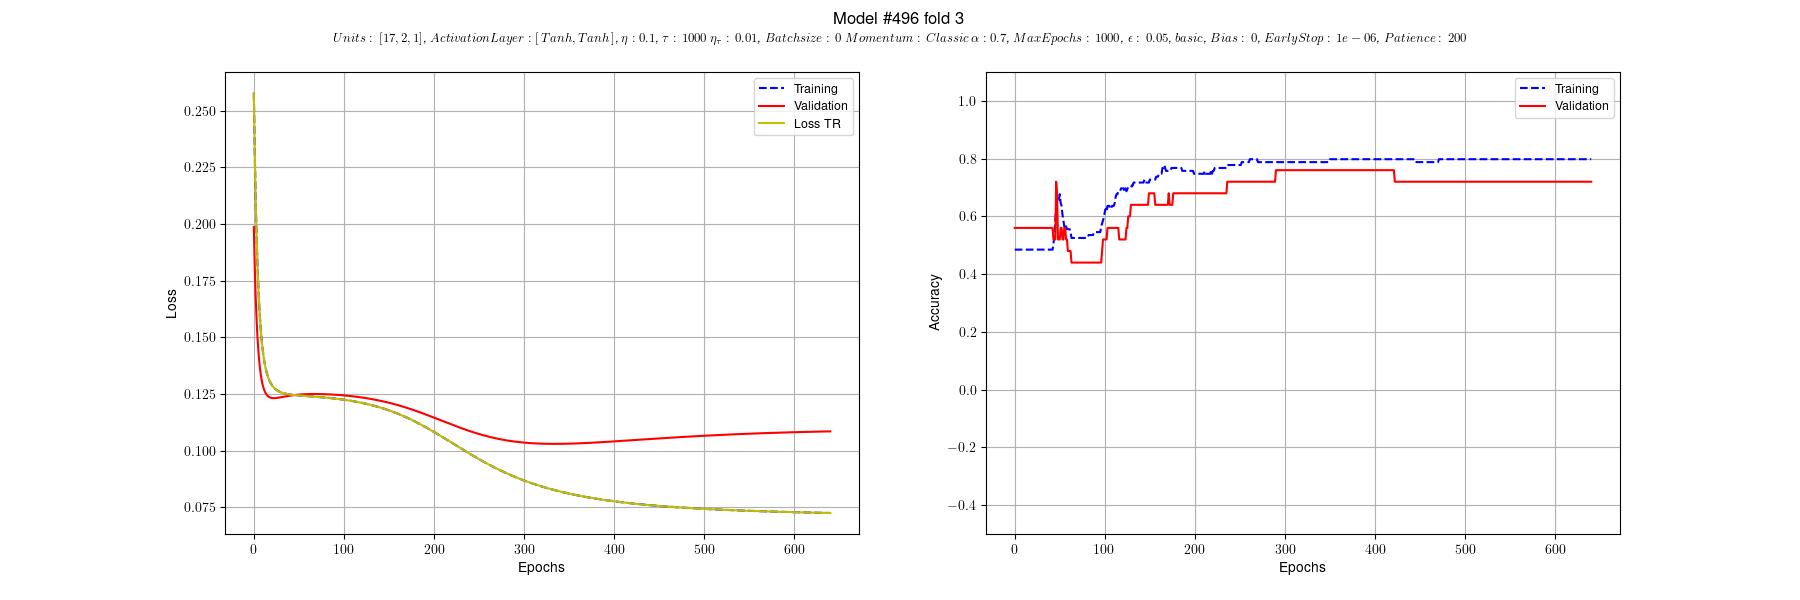 Model #496 fold 3
Units : [17, 2, 1], ActivationLayer : [Tanh, Tanh], η : 0.1, τ : 1000 ητ : 0.01, Batchsize : 0 Momentum : Classic α : 0.7, MaxEpochs : 1000, ϵ : 0.05, basic, Bias : 0, EarlyStop : 1e − 06, Patience : 200
Training
Validation
Loss TR
0.250
0.225
0.200
0.175
0.150
0.125
0.100
0.075
Loss
0 100 200 300 400 500 600
Epochs
Training
Validation
1.0
0.8
0.6
0.4
0.2
0.0
−0.2
−0.4
Accuracy
0 100 200 300 400 500 600
Epochs